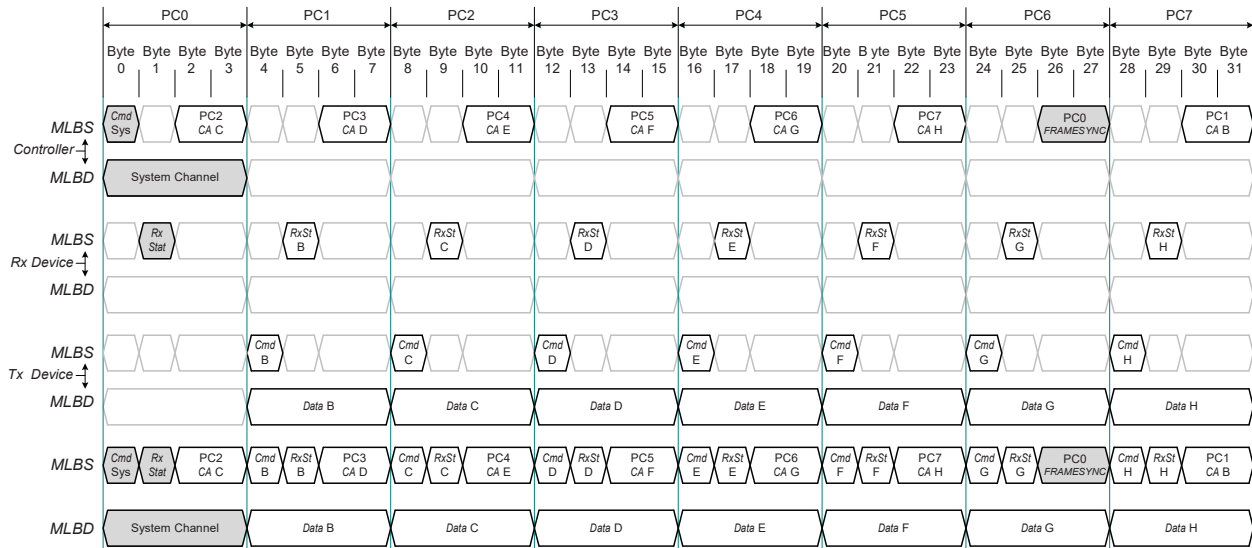 PC0 PC1 PC2 PC3 PC4 PC5 PC6 PC7
Byte Byte Byte Byte Byte Byte Byte Byte Byte Byte Byte Byte Byte Byte Byte Byte Byte Byte Byte Byte Byte B yte Byte Byte Byte Byte Byte Byte Byte Byte Byte Byte
0 1 2 3 4 5 6 7 8 9 10 11 12 13 14 15 16 17 18 19 20 21 22 23 24 25 26 27 28 29 30 31
Cmd PC2 PC3 PC4 PC5 PC6 PC7 PC0 PC1
MLBS Sys CA C CA D CA E CA F CA G CA H FRAMESYNC CA B
Controller
MLBD System Channel
Rx RxSt RxSt RxSt RxSt RxSt RxSt RxSt
MLBS Stat B C D E F G H
Rx Device
MLBD
Cmd Cmd Cmd Cmd Cmd Cmd Cmd
MLBS B C D E F G H
Tx Device
MLBD Data B Data C Data D Data E Data F Data G Data H
Cmd Rx PC2 Cmd RxSt PC3 Cmd RxSt PC4 Cmd RxSt PC5 Cmd RxSt PC6 Cmd RxSt PC7 Cmd RxSt PC0 Cmd RxSt PC1
MLBS Sys Stat CA C B B CA D C C CA E D D CA F E E CA G F F CA H G G FRAMESYNC H H CA B
MLBD System Channel Data B Data C Data D Data E Data F Data G Data H